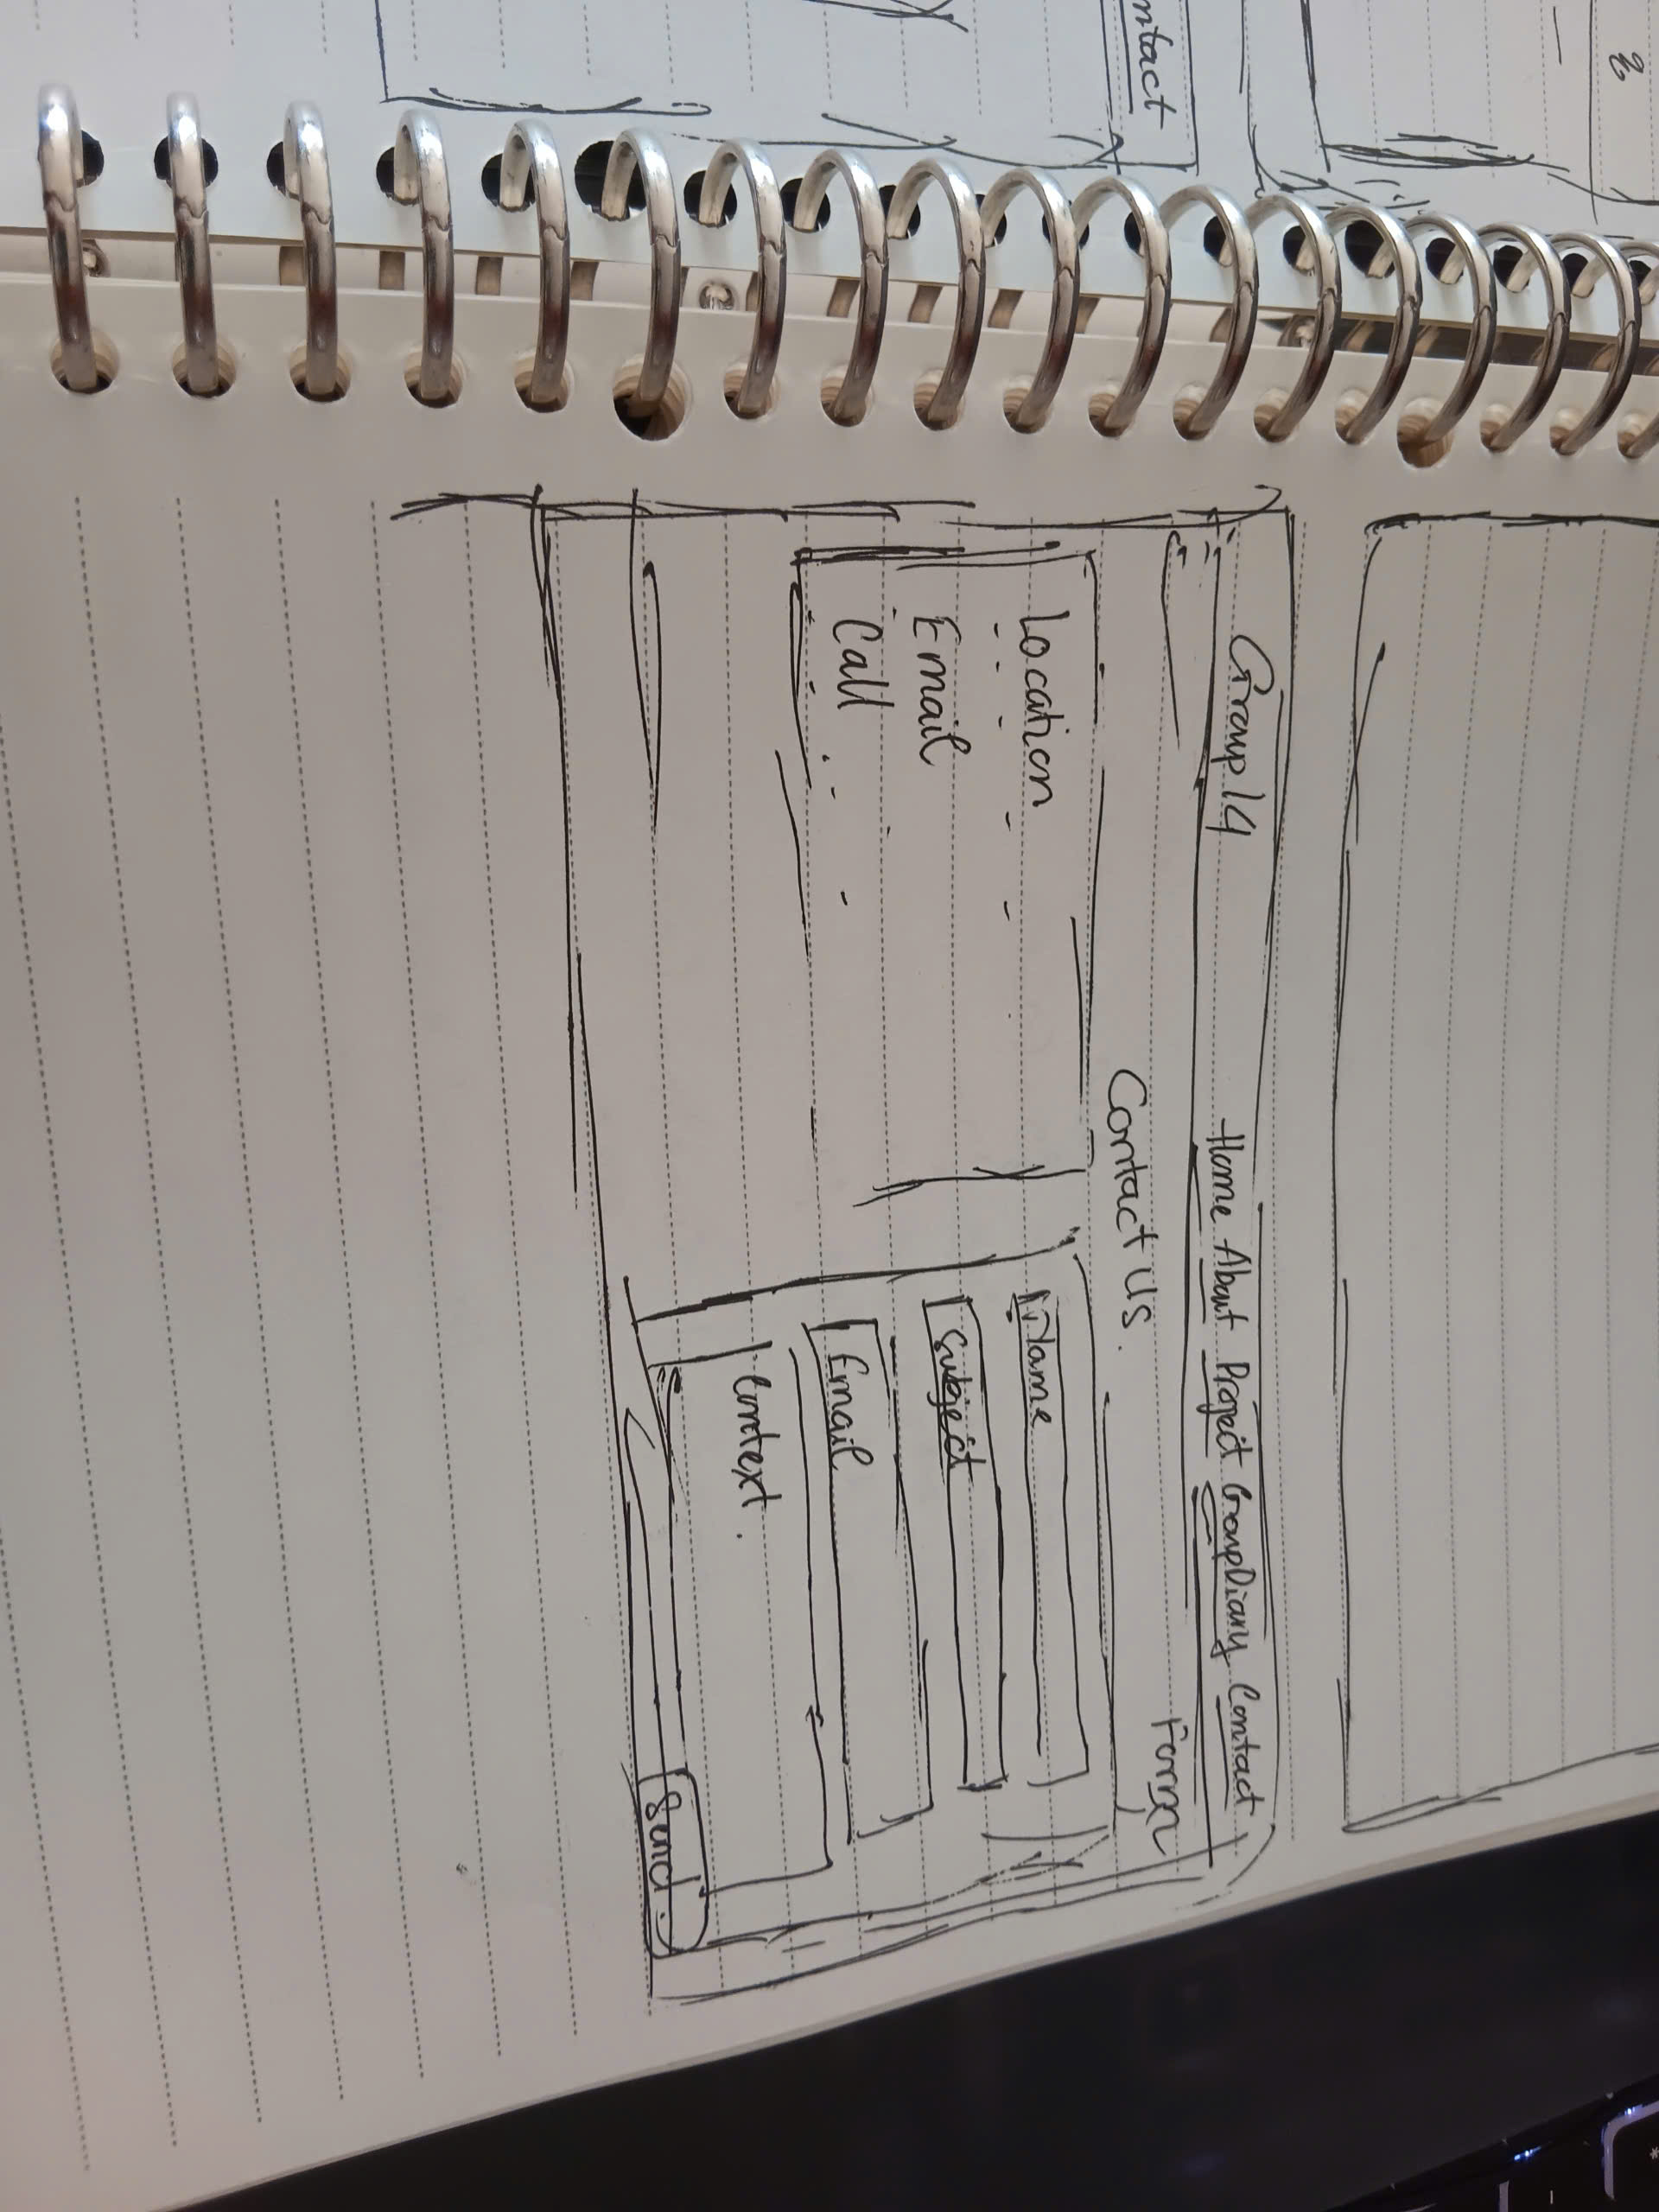 ntact
Group 14 Home About Project GroupDiary Contact
Form
Contact Us.
Location
Email
Call
Name
Subject
Email
Context.
Send.